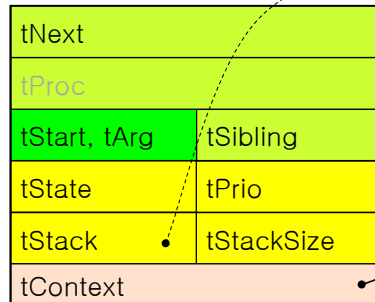 tNext
tProc
tStart, tArg tSibling
tState tPrio
tStack tStackSize
tContext